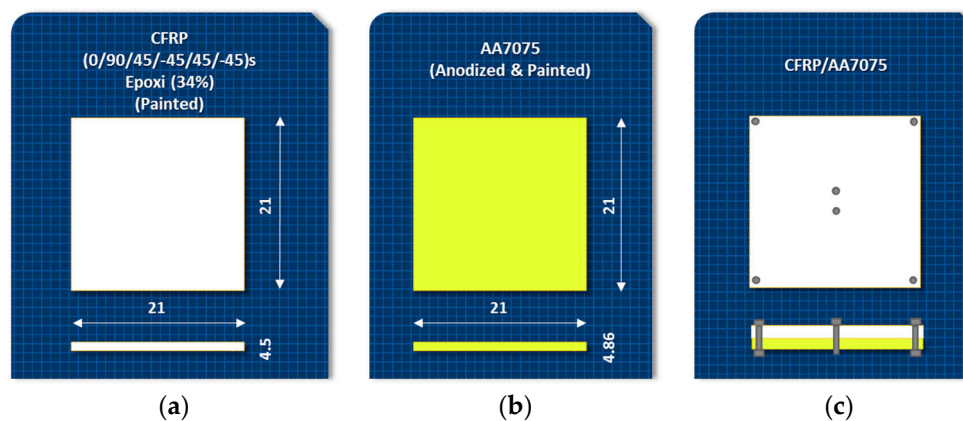 CFRP
(0/90/45/-45/45/-45)s
Epoxi (34%)
(Painted)
21
21
4.5
(a)
AA7075
(Anodized & Painted)
21
21
4.86
(b)
CFRP/AA7075
(c)